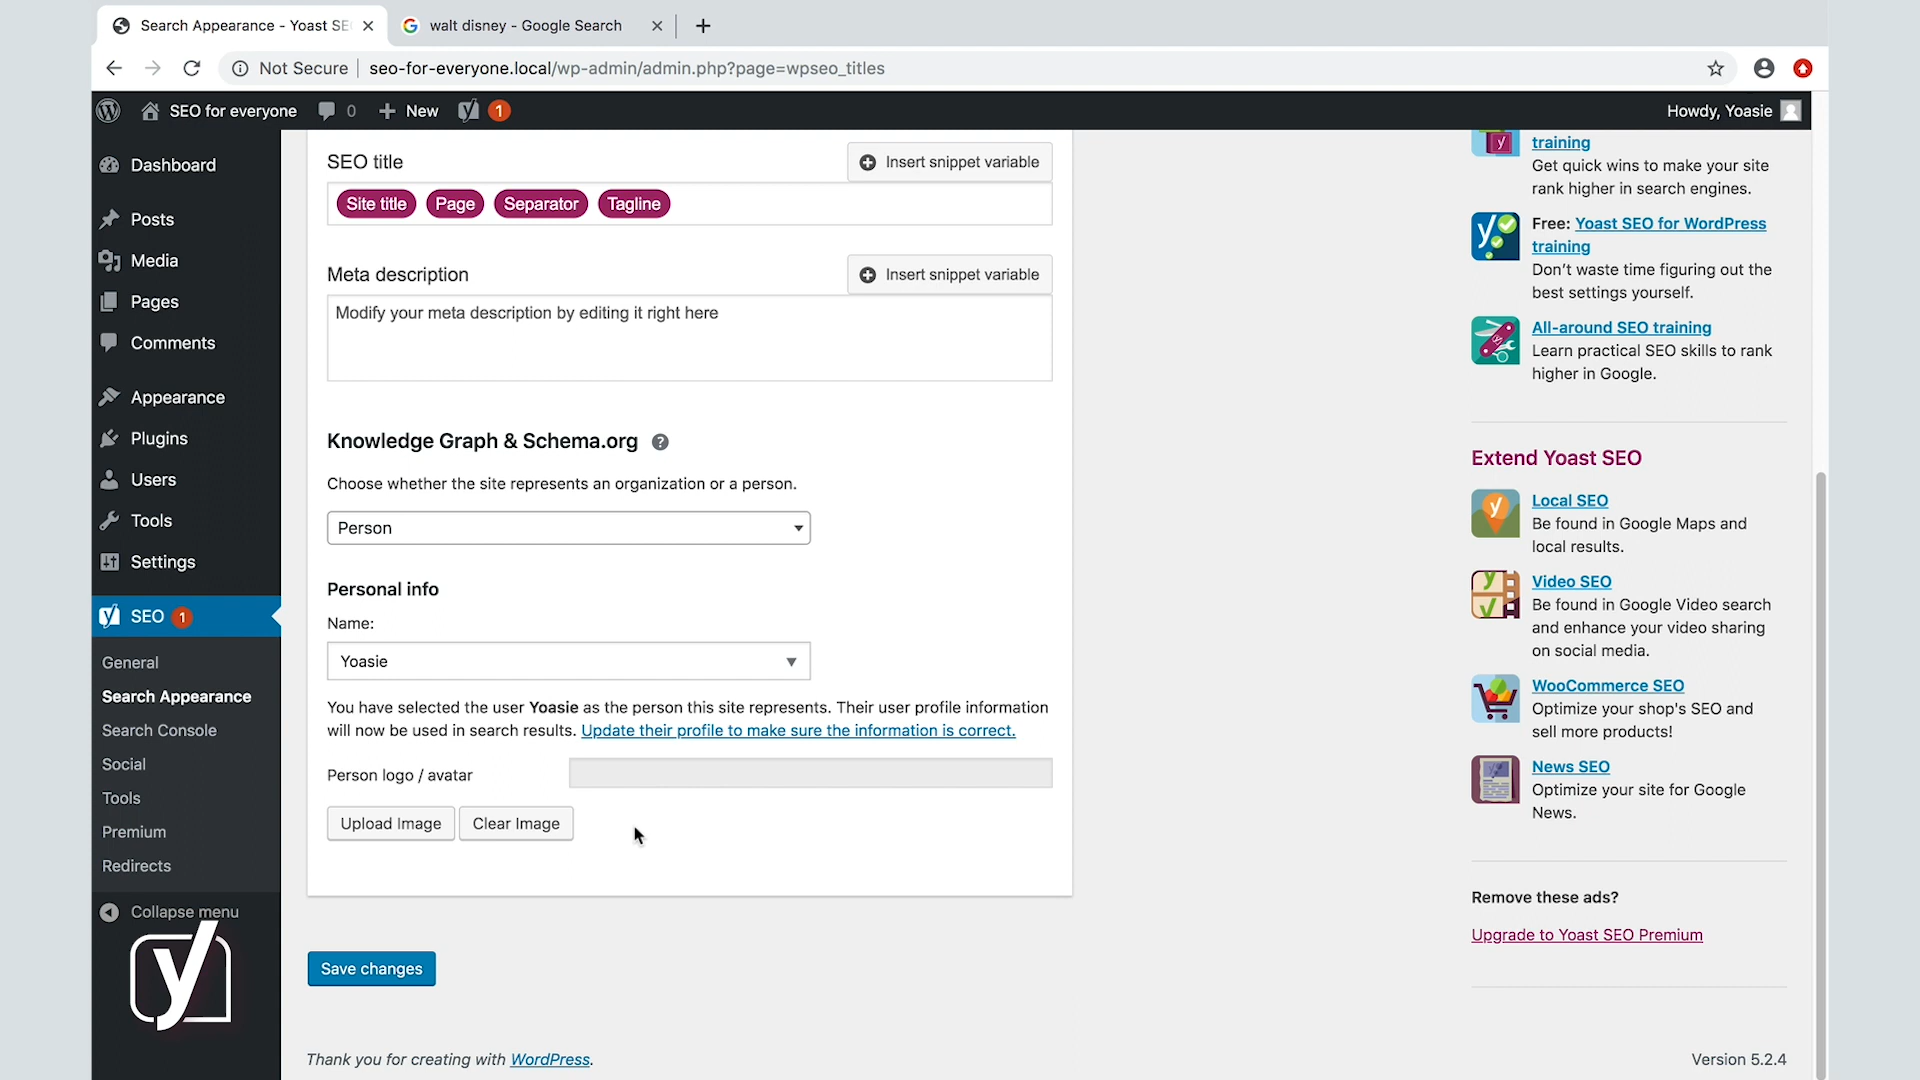 Search Appearance - Yoast SE
walt disney - Google Search
Not Secure
seo-for-everyone.local/wp-admin/admin.php?page=wpseo_titles
SEO for everyone
0
New
1
Howdy, Yoasie
Dashboard
Posts
Media
Pages
Comments
Appearance
Plugins
Users
Tools
Settings
SEO 1
General
Search Appearance
Search Console
Social
Tools
Premium
Redirects
Collapse menu
SEO title
Insert snippet variable
Site title Page Separator Tagline
Meta description
Insert snippet variable
Modify your meta description by editing it right here
Knowledge Graph & Schema.org
Choose whether the site represents an organization or a person.
Person
Personal info
Name:
Yoasie
You have selected the user Yoasie as the person this site represents. Their user profile information
will now be used in search results. Update their profile to make sure the information is correct.
Person logo / avatar
Upload Image
Clear Image
Save changes
Thank you for creating with WordPress.
training
Get quick wins to make your site
rank higher in search engines.
Free: Yoast SEO for WordPress
training
Don't waste time figuring out the
best settings yourself.
All-around SEO training
Learn practical SEO skills to rank
higher in Google.
Extend Yoast SEO
Local SEO
Be found in Google Maps and
local results.
Video SEO
Be found in Google Video search
and enhance your video sharing
on social media.
WooCommerce SEO
Optimize your shop's SEO and
sell more products!
News SEO
Optimize your site for Google
News.
Remove these ads?
Upgrade to Yoast SEO Premium
Version 5.2.4